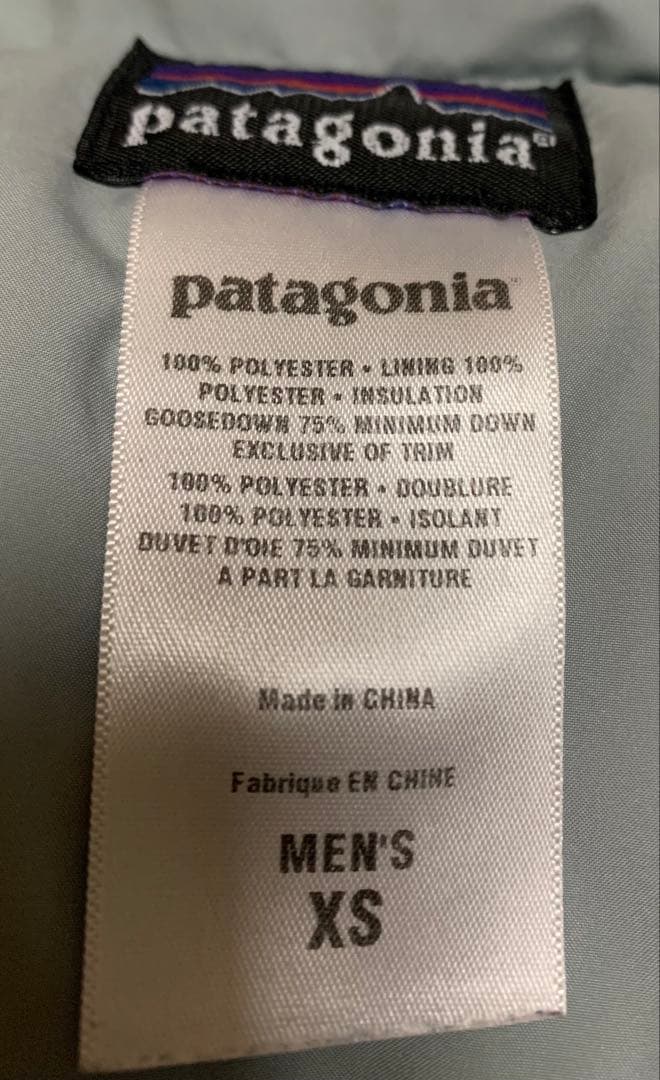 patagonia
patagonia
100% POLYESTER • LINING 100%
POLYESTER • INSULATION
GOOSEDOWN 75% MINIMUM DOWN
EXCLUSIVE OF TRIM
100% POLYESTER • DOUBLURE
100% POLYESTER • ISOLANT
DUVET D'OIE 75% MINIMUM DUVET
A PART LA GARNITURE
Made in CHINA
Fabrique EN CHINE
MEN'S
XS